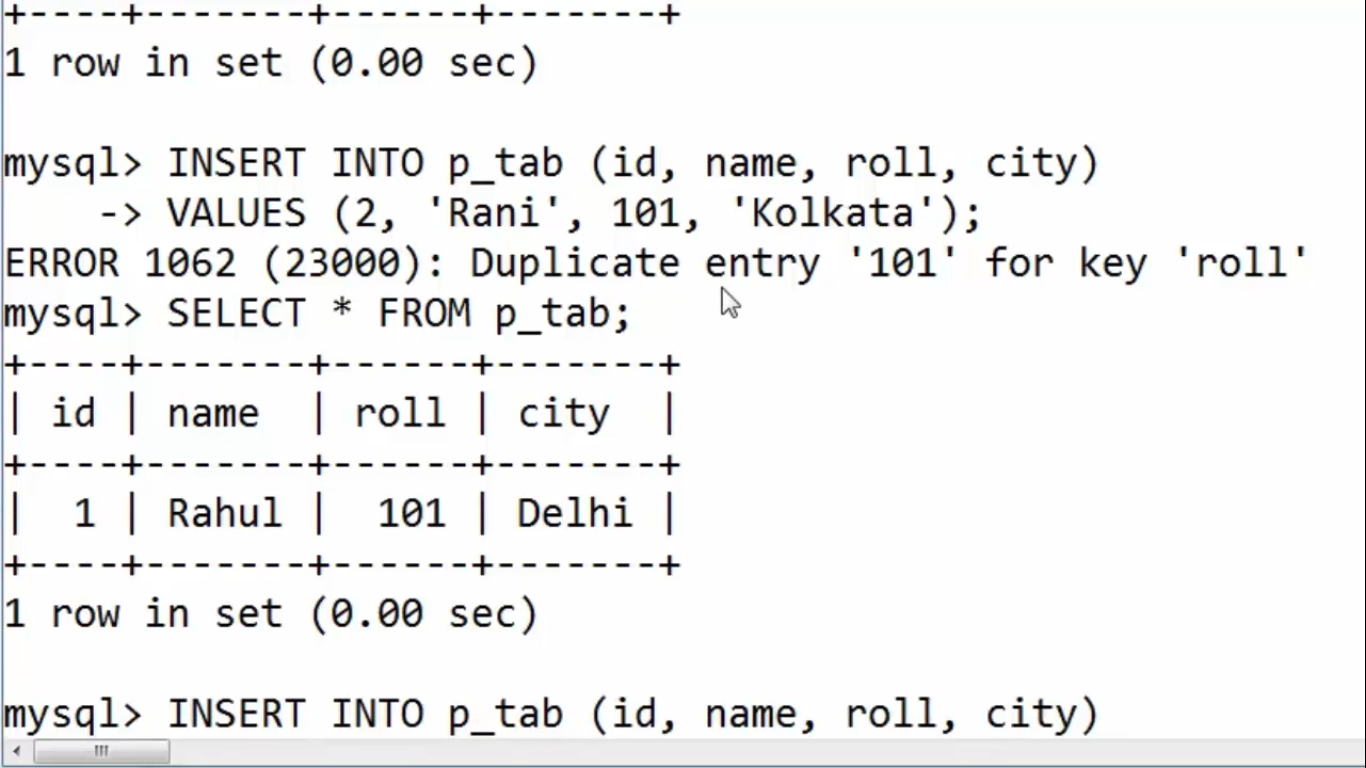 +----+-------+------+-------+
1 row in set (0.00 sec)
mysql> INSERT INTO p_tab (id, name, roll, city)
    -> VALUES (2, 'Rani', 101, 'Kolkata');
ERROR 1062 (23000): Duplicate entry '101' for key 'roll'
mysql> SELECT * FROM p_tab;
+----+-------+------+-------+
| id | name  | roll | city  |
+----+-------+------+-------+
|  1 | Rahul |  101 | Delhi |
+----+-------+------+-------+
1 row in set (0.00 sec)
mysql> INSERT INTO p_tab (id, name, roll, city)